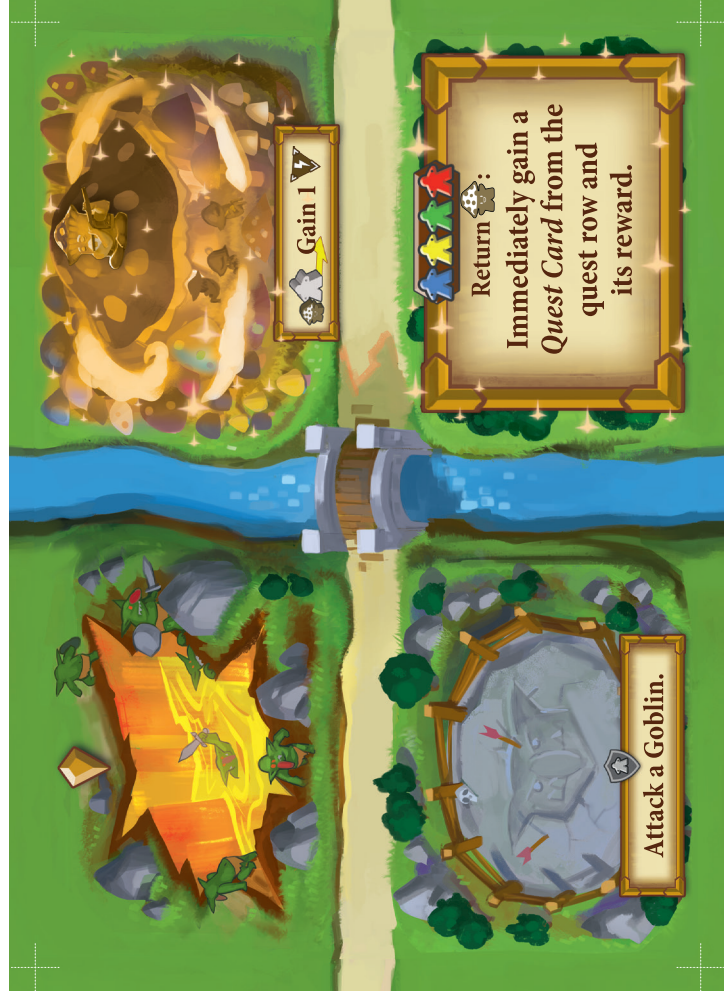 Attack a Goblin.
Gain 1
Return :
Immediately gain a
Quest Card from the
quest row and
its reward.